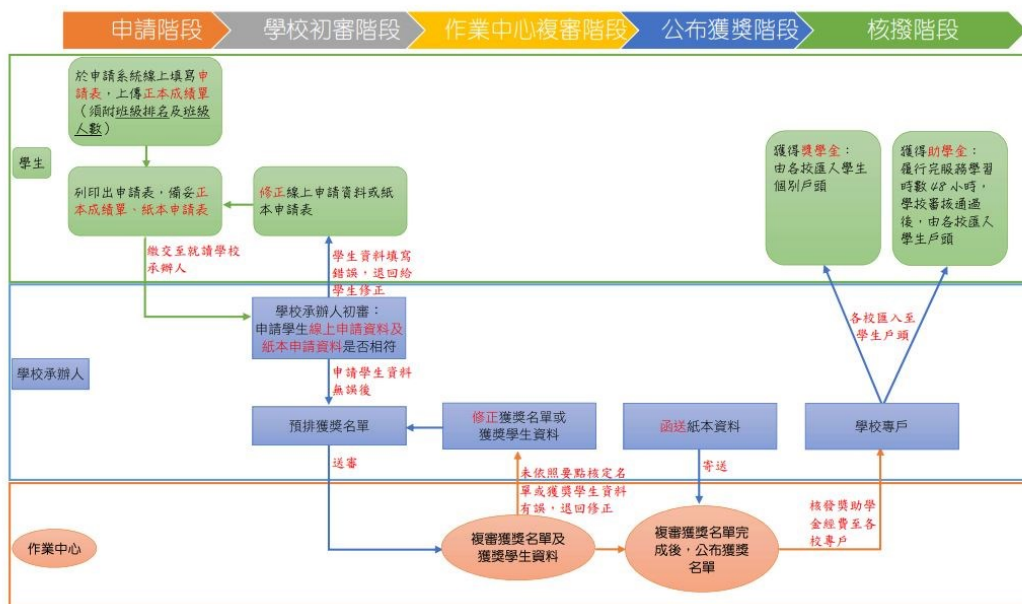 申請階段
學校初審階段
作業中心複審階段
公布獲獎階段
核撥階段
學生
於申請系統線上填寫申
請表，上傳正本成績單
（須附班級排名及班級
人數）
列印出申請表，備妥正
本成績單、紙本申請表
修正線上申請資料或紙
本申請表
獲得獎學金：
由各校匯入學生
個別戶頭
獲得助學金：
履行完服務學習
時數48小時，
學校審核通過
後，由各校匯入
學生戶頭
繳交至就讀學校
承辦人
學生資料填寫
錯誤，退回給
學生修正
學校承辦人
學校承辦人初審：
申請學生線上申請資料及
紙本申請資料是否相符
各校匯入至
學生戶頭
申請學生資料
無誤後
預排獲獎名單
修正獲獎名單或
獲獎學生資料
函送紙本資料
學校專戶
送審
未依照要點核定名
單或獲獎學生資料
有誤，退回修正
寄送
核發獎助學
金經費至各
校專戶
作業中心
複審獲獎名單及
獲獎學生資料
複審獲獎名單完
成後，公布獲獎
名單